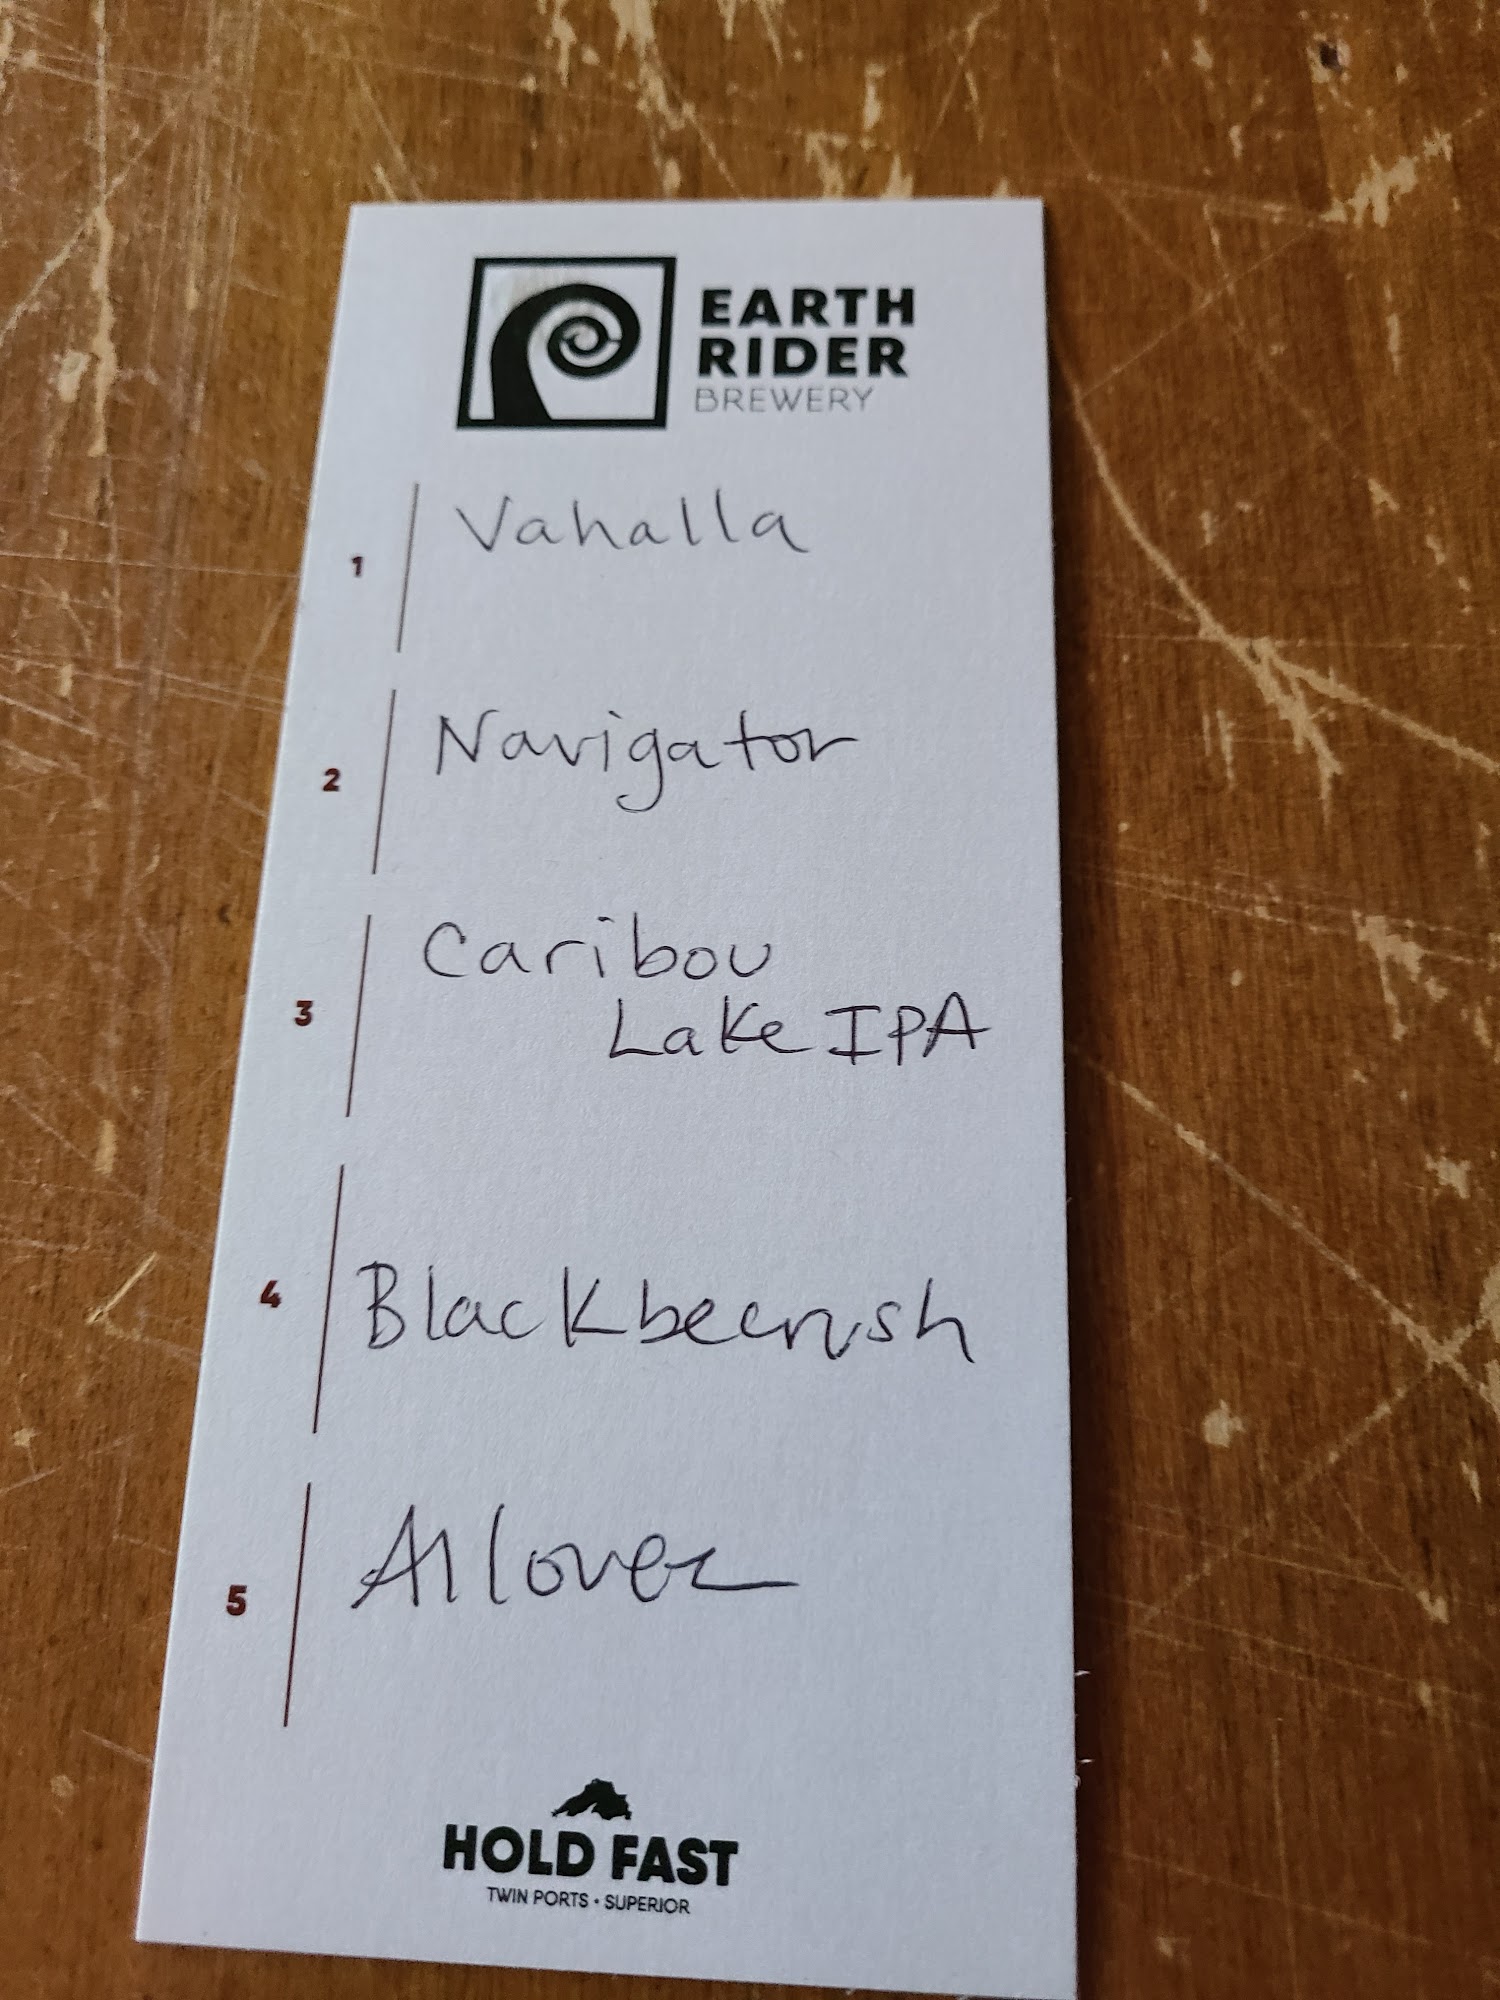 EARTH
RIDER
BREWERY
1 Vahalla
2 Navigator
3 Caribou
Lake IPA
4 Blackbecrush
5 Allover
HOLD FAST
TWIN PORTS • SUPERIOR